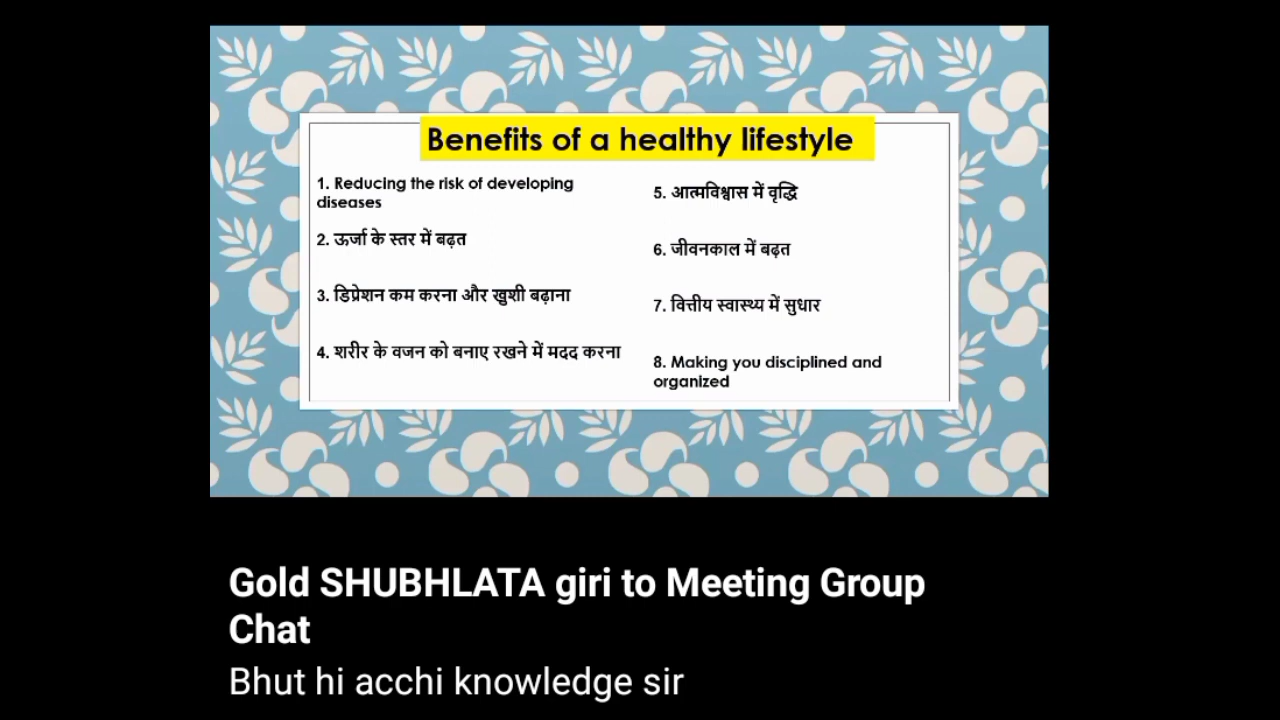 Benefits of a healthy lifestyle
1. Reducing the risk of developing
diseases
2. ऊर्जा के स्तर में बढ़त
3. डिप्रेशन कम करना और खुशी बढ़ाना
4. शरीर के वजन को बनाए रखने में मदद करना
5. आत्मविश्वास में वृद्धि
6. जीवनकाल में बढ़त
7. वित्तीय स्वास्थ्य में सुधार
8. Making you disciplined and
organized
Gold SHUBHLATA giri to Meeting Group
Chat
Bhut hi acchi knowledge sir